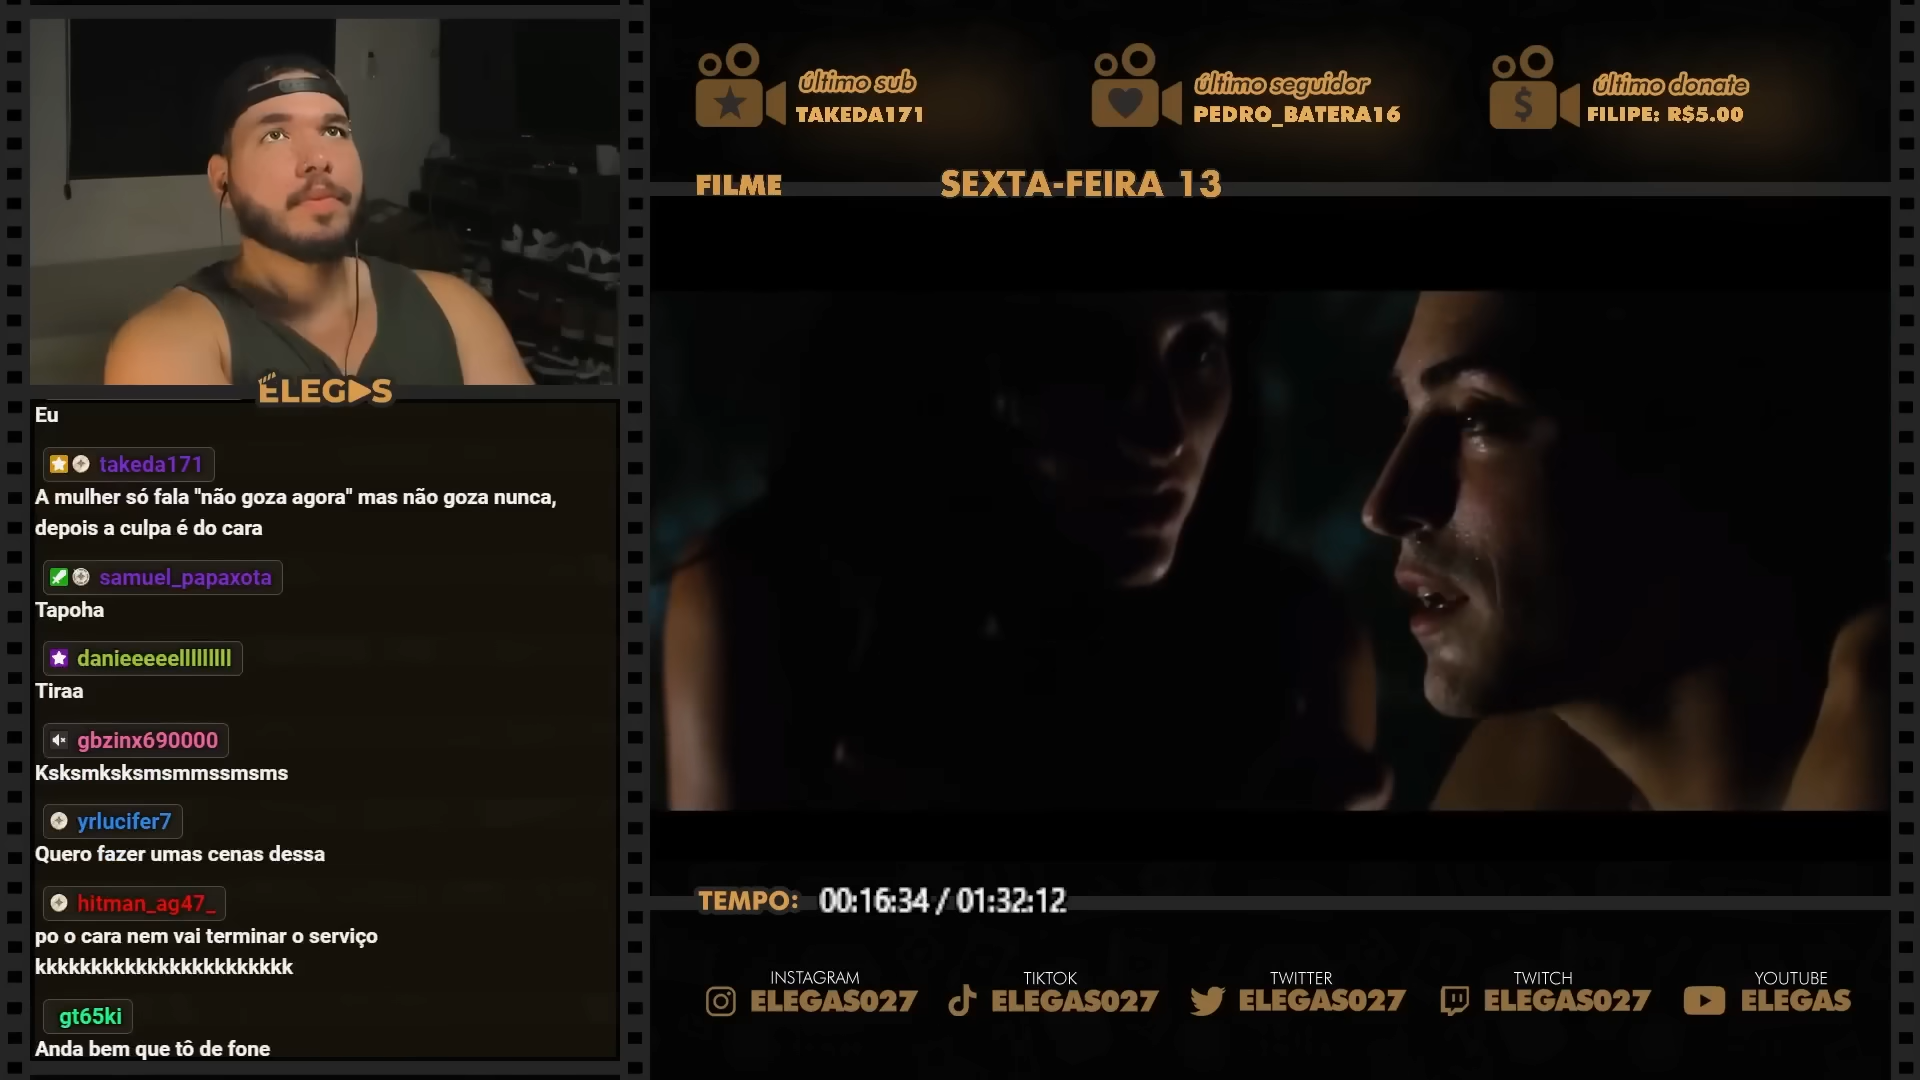 último sub
TAKEDA171
último seguidor
PEDRO_BATERA16
último donate
FILIPE: R$5.00
FILME
SEXTA-FEIRA 13
ELEGAS
Eu
takeda171
A mulher só fala "não goza agora" mas não goza nunca,
depois a culpa é do cara
samuel_papaxota
Tapoha
danieeeeelllllllll
Tiraa
gbzinx690000
Ksksmksksmsmmssmsms
yrlucifer7
Quero fazer umas cenas dessa
hitman_ag47_
po o cara nem vai terminar o serviço
kkkkkkkkkkkkkkkkkkkkkkk
gt65ki
Anda bem que tô de fone
TEMPO: 00:16:34 / 01:32:12
INSTAGRAM
ELEGAS027
TIKTOK
ELEGAS027
TWITTER
ELEGAS027
TWITCH
ELEGAS027
YOUTUBE
ELEGAS